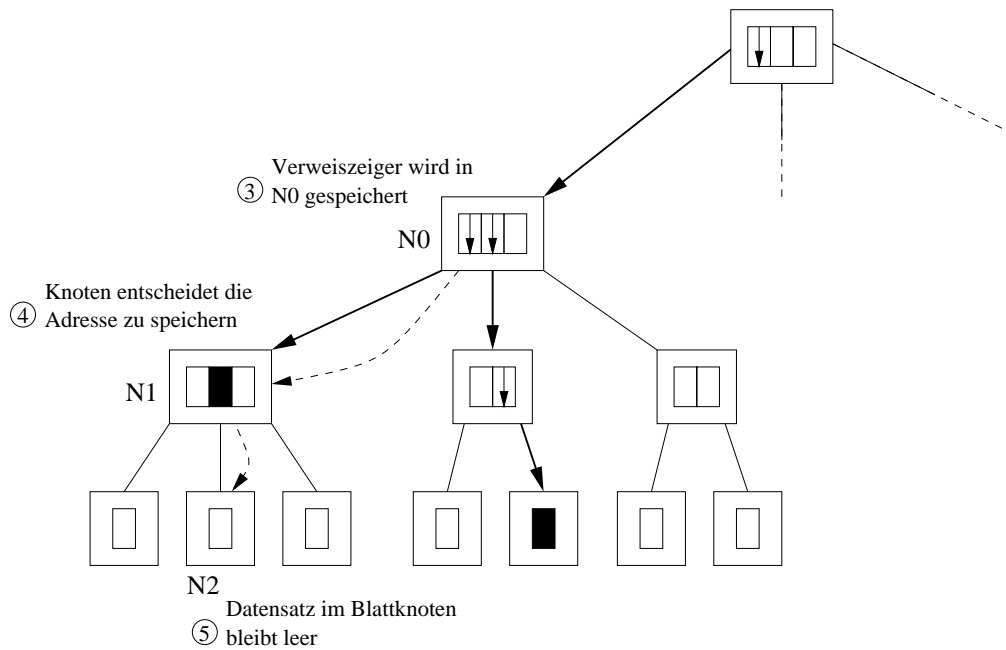 ③ Verweiszeiger wird in
N0 gespeichert
N0
④ Knoten entscheidet die
Adresse zu speichern
N1
N2
⑤ Datensatz im Blattknoten
bleibt leer